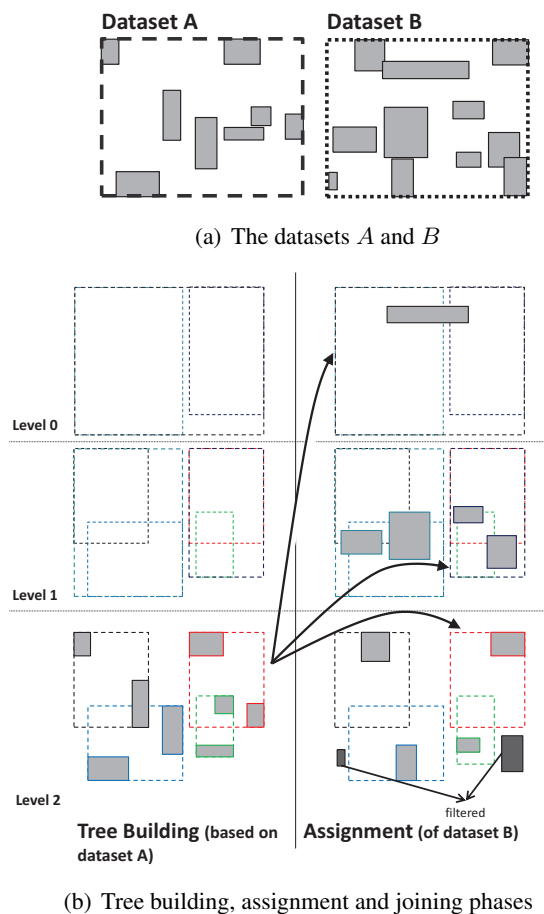 Dataset A
Dataset B
(a) The datasets A and B
Level 0
Level 1
Level 2
filtered
Tree Building (based on dataset A)
Assignment (of dataset B)
(b) Tree building, assignment and joining phases